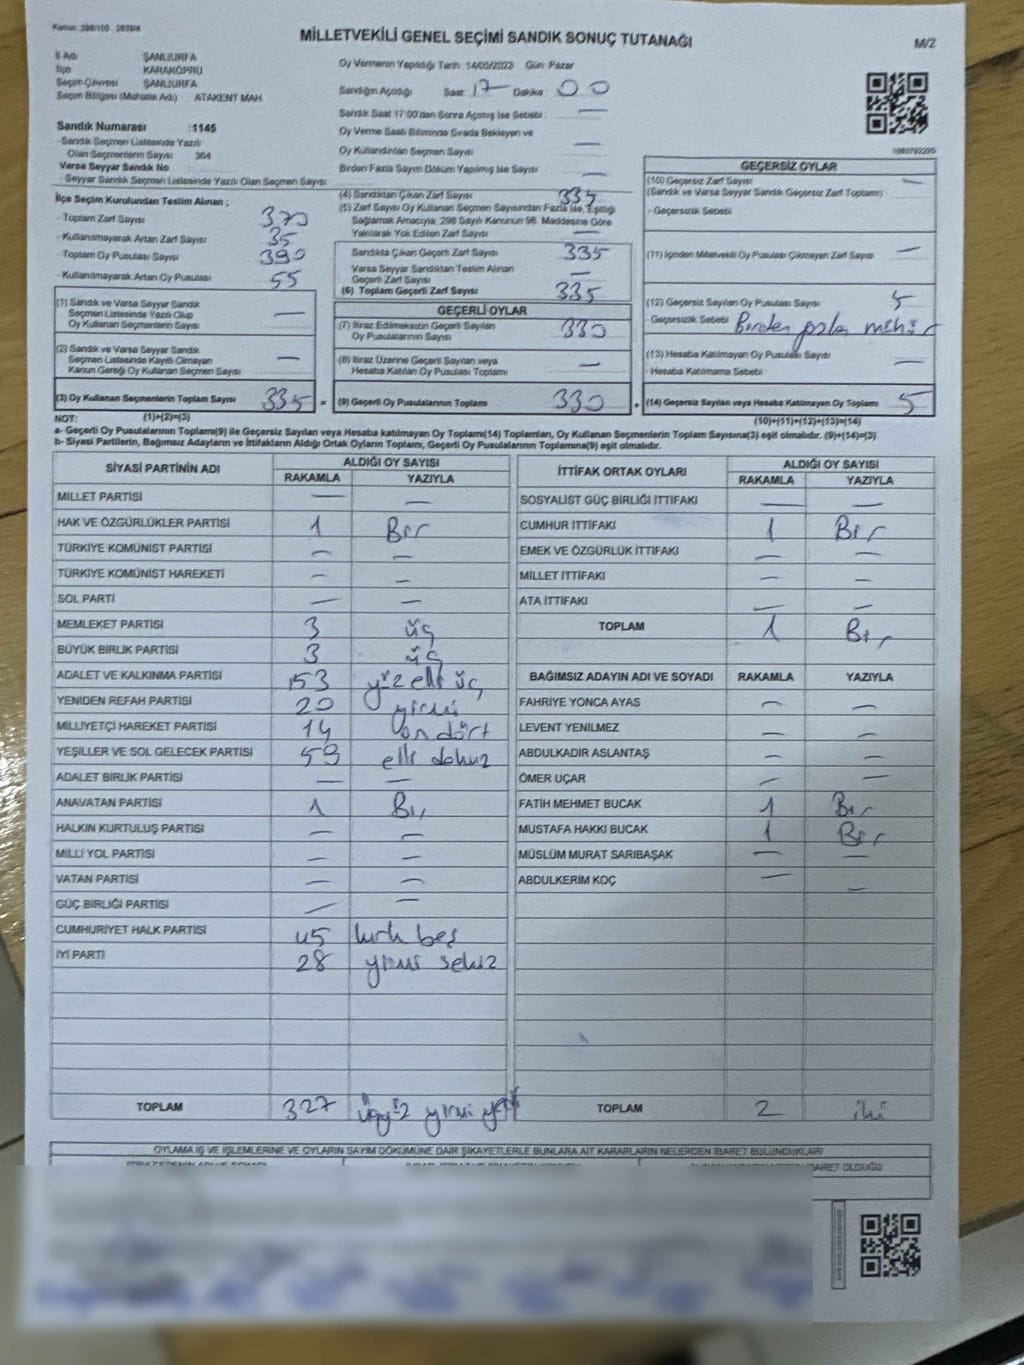 MİLLETVEKİLİ GENEL SEÇİMİ SANDIK SONUÇ TUTANAĞI
M/2
İl Adı ŞANLIURFA
İlçe KARAKÖPRÜ
Seçim Çevresi ŞANLIURFA
Seçim Bölgesi (Mahalle Adı) ATAKENT MAH.
Sandık Numarası :1145
Sandık Seçmen Listesinde Yazılı
Olan Seçmenlerin Sayısı 364
Varsa Seyyar Sandık No
Seyyar Sandık Seçmen Listesinde Yazılı Olan Seçmen Sayısı
Oy Vermenin Yapıldığı Tarih :14/05/2023 Gün: Pazar
Sandığın Açıldığı Saat 17 Dakika 00
Sandık Saat 17:00'den Sonra Açılmış İse Sebebi : —
Oy Verme Saati Bitiminde Sırada Bekleyen ve
Oy Kullandırılan Seçmen Sayısı —
Birden Fazla Sayım Döküm Yapılmış İse Sayısı —
İlçe Seçim Kurulundan Teslim Alınan ;
- Toplam Zarf Sayısı 370
- Kullanılmayarak Artan Zarf Sayısı 35
- Toplam Oy Pusulası Sayısı 390
- Kullanılmayarak Artan Oy Pusulası 55
(1) Sandık ve Varsa Seyyar Sandık
Seçmen Listesinde Yazılı Olup
Oy Kullanan Seçmenlerin Sayısı —
(2) Sandık ve Varsa Seyyar Sandık
Seçmen Listesinde Kayıtlı Olmayan
Kanun Gereği Oy Kullanan Seçmen Sayısı —
(3) Oy Kullanan Seçmenlerin Toplam Sayısı 335
(4) Sandıktan Çıkan Zarf Sayısı 335
(5) Zarf Sayısı Oy Kullanan Seçmen Sayısından Fazla İse, Eşitliği
Sağlamak Amacıyla, 298 Sayılı Kanunun 98. Maddesine Göre
Yakılarak Yok Edilen Zarf Sayısı —
Sandıkta Çıkan Geçerli Zarf Sayısı 335
Varsa Seyyar Sandıktan Teslim Alınan
Geçerli Zarf Sayısı —
(6) Toplam Geçerli Zarf Sayısı 335
GEÇERLİ OYLAR
(7) İtiraz Edilmeksizin Geçerli Sayılan
Oy Pusulalarının Sayısı 330
(8) İtiraz Üzerine Geçerli Sayılan veya
Hesaba Katılan Oy Pusulası Toplamı —
= (9) Geçerli Oy Pusulalarının Toplamı 330
GEÇERSİZ OYLAR
(10) Geçersiz Zarf Sayısı —
(Sandık ve Varsa Seyyar Sandık Geçersiz Zarf Toplamı)
- Geçersizlik Sebebi
(11) İçinden Milletvekili Oy Pusulası Çıkmayan Zarf Sayısı —
(12) Geçersiz Sayılan Oy Pusulası Sayısı 5
- Geçersizlik Sebebi Birden fazla mühür
(13) Hesaba Katılmayan Oy Pusulası Sayısı —
- Hesaba Katılmama Sebebi
+ (14) Geçersiz Sayılan veya Hesaba Katılmayan Oy Toplamı 5
NOT: (1)+(2)=(3) (10)+(11)+(12)+(13)=(14)
a- Geçerli Oy Pusulalarının Toplamı(9) ile Geçersiz Sayılan veya Hesaba katılmayan Oy Toplamı(14) Toplamları, Oy Kullanan Seçmenlerin Toplam Sayısına(3) eşit olmalıdır. (9)+(14)=(3)
b- Siyasi Partilerin, Bağımsız Adayların ve İttifakların Aldığı Ortak Oyların Toplamı, Geçerli Oy Pusulalarının Toplamına(9) eşit olmalıdır.
SİYASİ PARTİNİN ADI ALDIĞI OY SAYISI
RAKAMLA YAZIYLA
MİLLET PARTİSİ — —
HAK VE ÖZGÜRLÜKLER PARTİSİ 1 Bir
TÜRKİYE KOMÜNİST PARTİSİ — —
TÜRKİYE KOMÜNİST HAREKETİ — —
SOL PARTİ — —
MEMLEKET PARTİSİ 3 üç
BÜYÜK BİRLİK PARTİSİ 3 üç
ADALET VE KALKINMA PARTİSİ 153 yüz elli üç
YENİDEN REFAH PARTİSİ 20 yirmi
MİLLİYETÇİ HAREKET PARTİSİ 14 on dört
YEŞİLLER VE SOL GELECEK PARTİSİ 59 elli dokuz
ADALET BİRLİK PARTİSİ — —
ANAVATAN PARTİSİ 1 Bir
HALKIN KURTULUŞ PARTİSİ — —
MİLLİ YOL PARTİSİ — —
VATAN PARTİSİ — —
GÜÇ BİRLİĞİ PARTİSİ — —
CUMHURİYET HALK PARTİSİ 45 kırk beş
İYİ PARTİ 28 yirmi sekiz
TOPLAM 327 üçyüz yirmi yedi
İTTİFAK ORTAK OYLARI ALDIĞI OY SAYISI
RAKAMLA YAZIYLA
SOSYALİST GÜÇ BİRLİĞİ İTTİFAKI — —
CUMHUR İTTİFAKI 1 Bir
EMEK VE ÖZGÜRLÜK İTTİFAKI — —
MİLLET İTTİFAKI — —
ATA İTTİFAKI — —
TOPLAM 1 Bir
BAĞIMSIZ ADAYIN ADI VE SOYADI RAKAMLA YAZIYLA
FAHRİYE YONCA AYAS — —
LEVENT YENİLMEZ — —
ABDULKADİR ASLANTAŞ — —
ÖMER UÇAR — —
FATİH MEHMET BUCAK 1 Bir
MUSTAFA HAKKI BUCAK 1 Bir
MÜSLÜM MURAT SARIBAŞAK — —
ABDULKERİM KOÇ — —
TOPLAM 2 iki
OYLAMA İŞ VE İŞLEMLERİNE VE OYLARIN SAYIM DÖKÜMÜNE DAİR ŞİKAYETLERLE BUNLARA AİT KARARLARIN NELERDEN İBARET BULUNDUKLARI